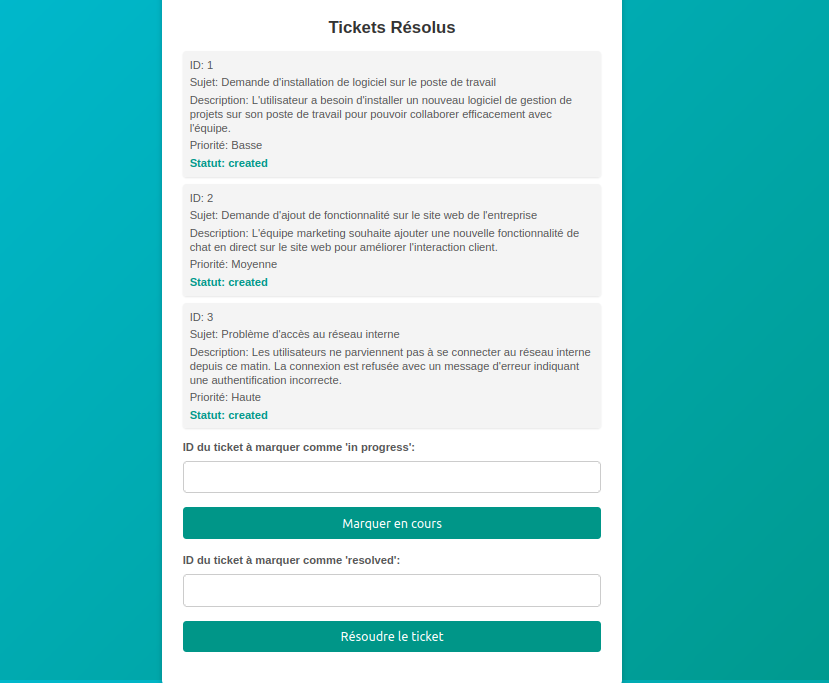 Tickets Résolus
ID: 1
Sujet: Demande d'installation de logiciel sur le poste de travail
Description: L'utilisateur a besoin d'installer un nouveau logiciel de gestion de
projets sur son poste de travail pour pouvoir collaborer efficacement avec
l'équipe.
Priorité: Basse
Statut: created
ID: 2
Sujet: Demande d'ajout de fonctionnalité sur le site web de l'entreprise
Description: L'équipe marketing souhaite ajouter une nouvelle fonctionnalité de
chat en direct sur le site web pour améliorer l'interaction client.
Priorité: Moyenne
Statut: created
ID: 3
Sujet: Problème d'accès au réseau interne
Description: Les utilisateurs ne parviennent pas à se connecter au réseau interne
depuis ce matin. La connexion est refusée avec un message d'erreur indiquant
une authentification incorrecte.
Priorité: Haute
Statut: created
ID du ticket à marquer comme 'in progress':
Marquer en cours
ID du ticket à marquer comme 'resolved':
Résoudre le ticket